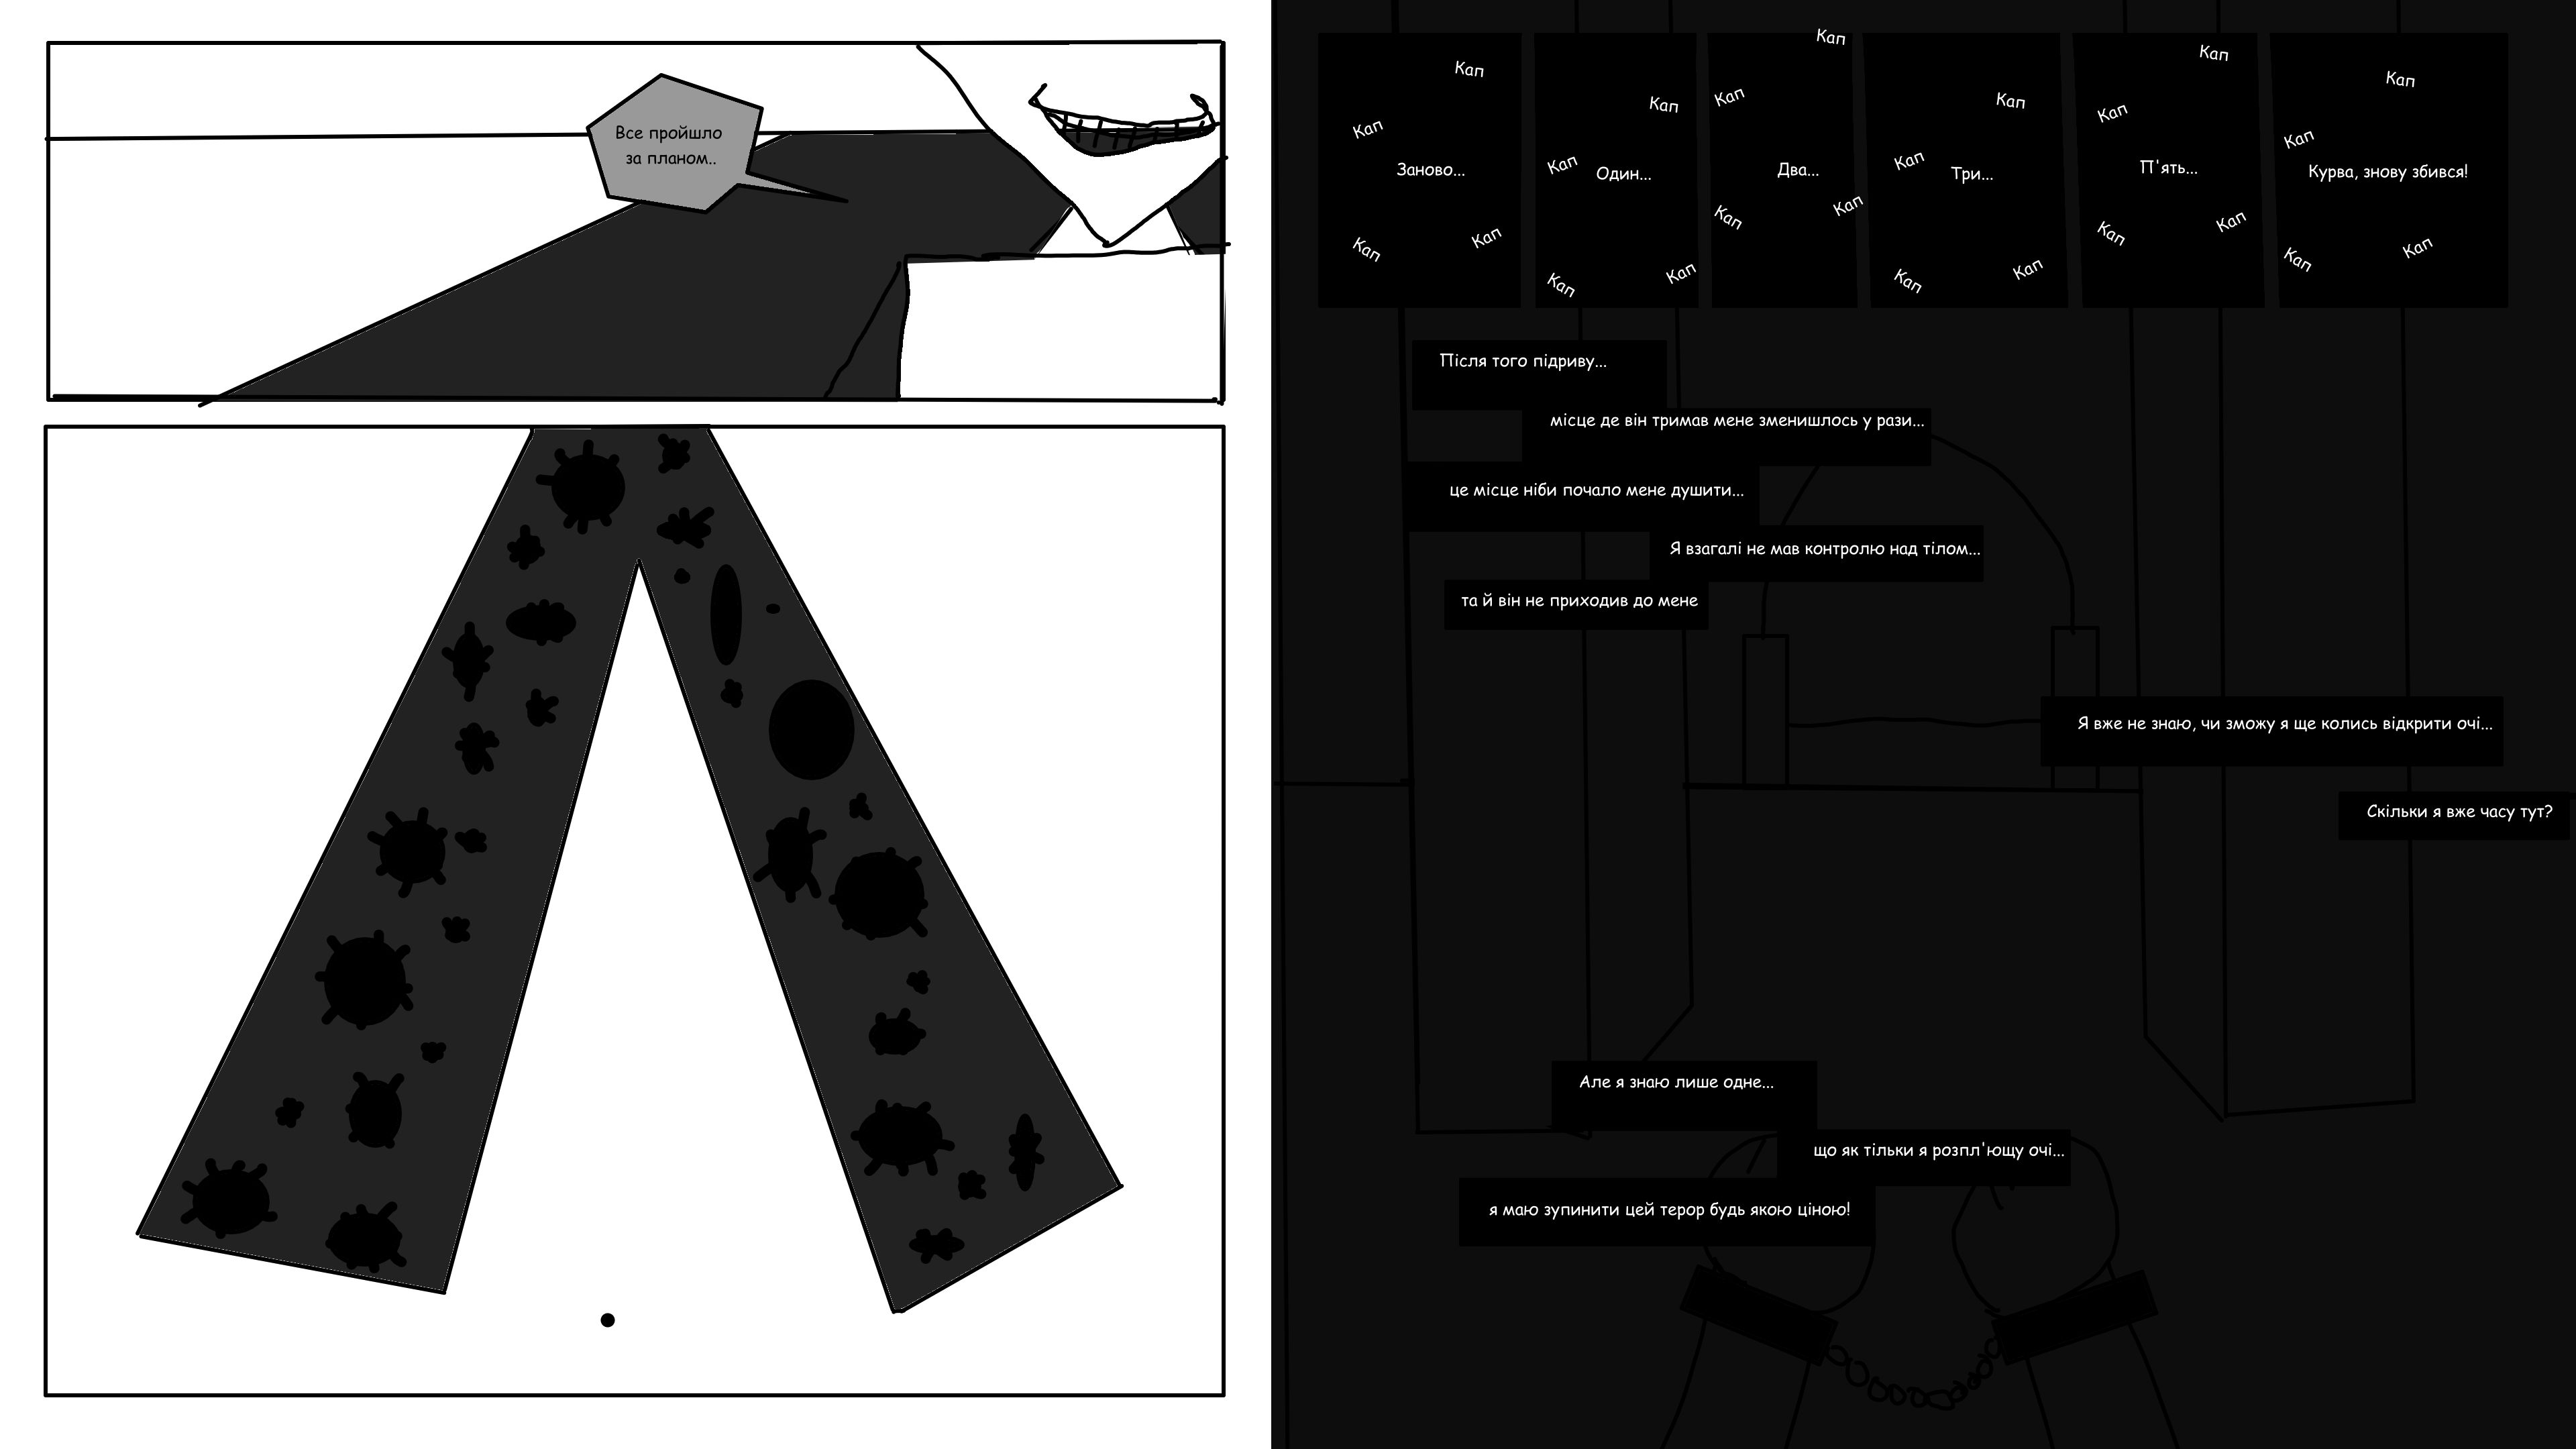 Все пройшло
за планом..
Кап
Кап
Заново...
Кап
Кап
Кап
Кап
Один...
Кап
Кап
Кап
Кап
Два...
Кап
Кап
Кап
Кап
Три...
Кап
Кап
Кап
Кап
П'ять...
Кап
Кап
Кап
Кап
Курва, знову збився!
Кап
Кап
Після того підриву...
місце де він тримав мене зменишлось у рази...
це місце ніби почало мене душити...
Я взагалі не мав контролю над тілом...
та й він не приходив до мене
Я вже не знаю, чи зможу я ще колись відкрити очі...
Скільки я вже часу тут?
Але я знаю лише одне...
що як тільки я розпл'ющу очі...
я маю зупинити цей терор будь якою ціною!